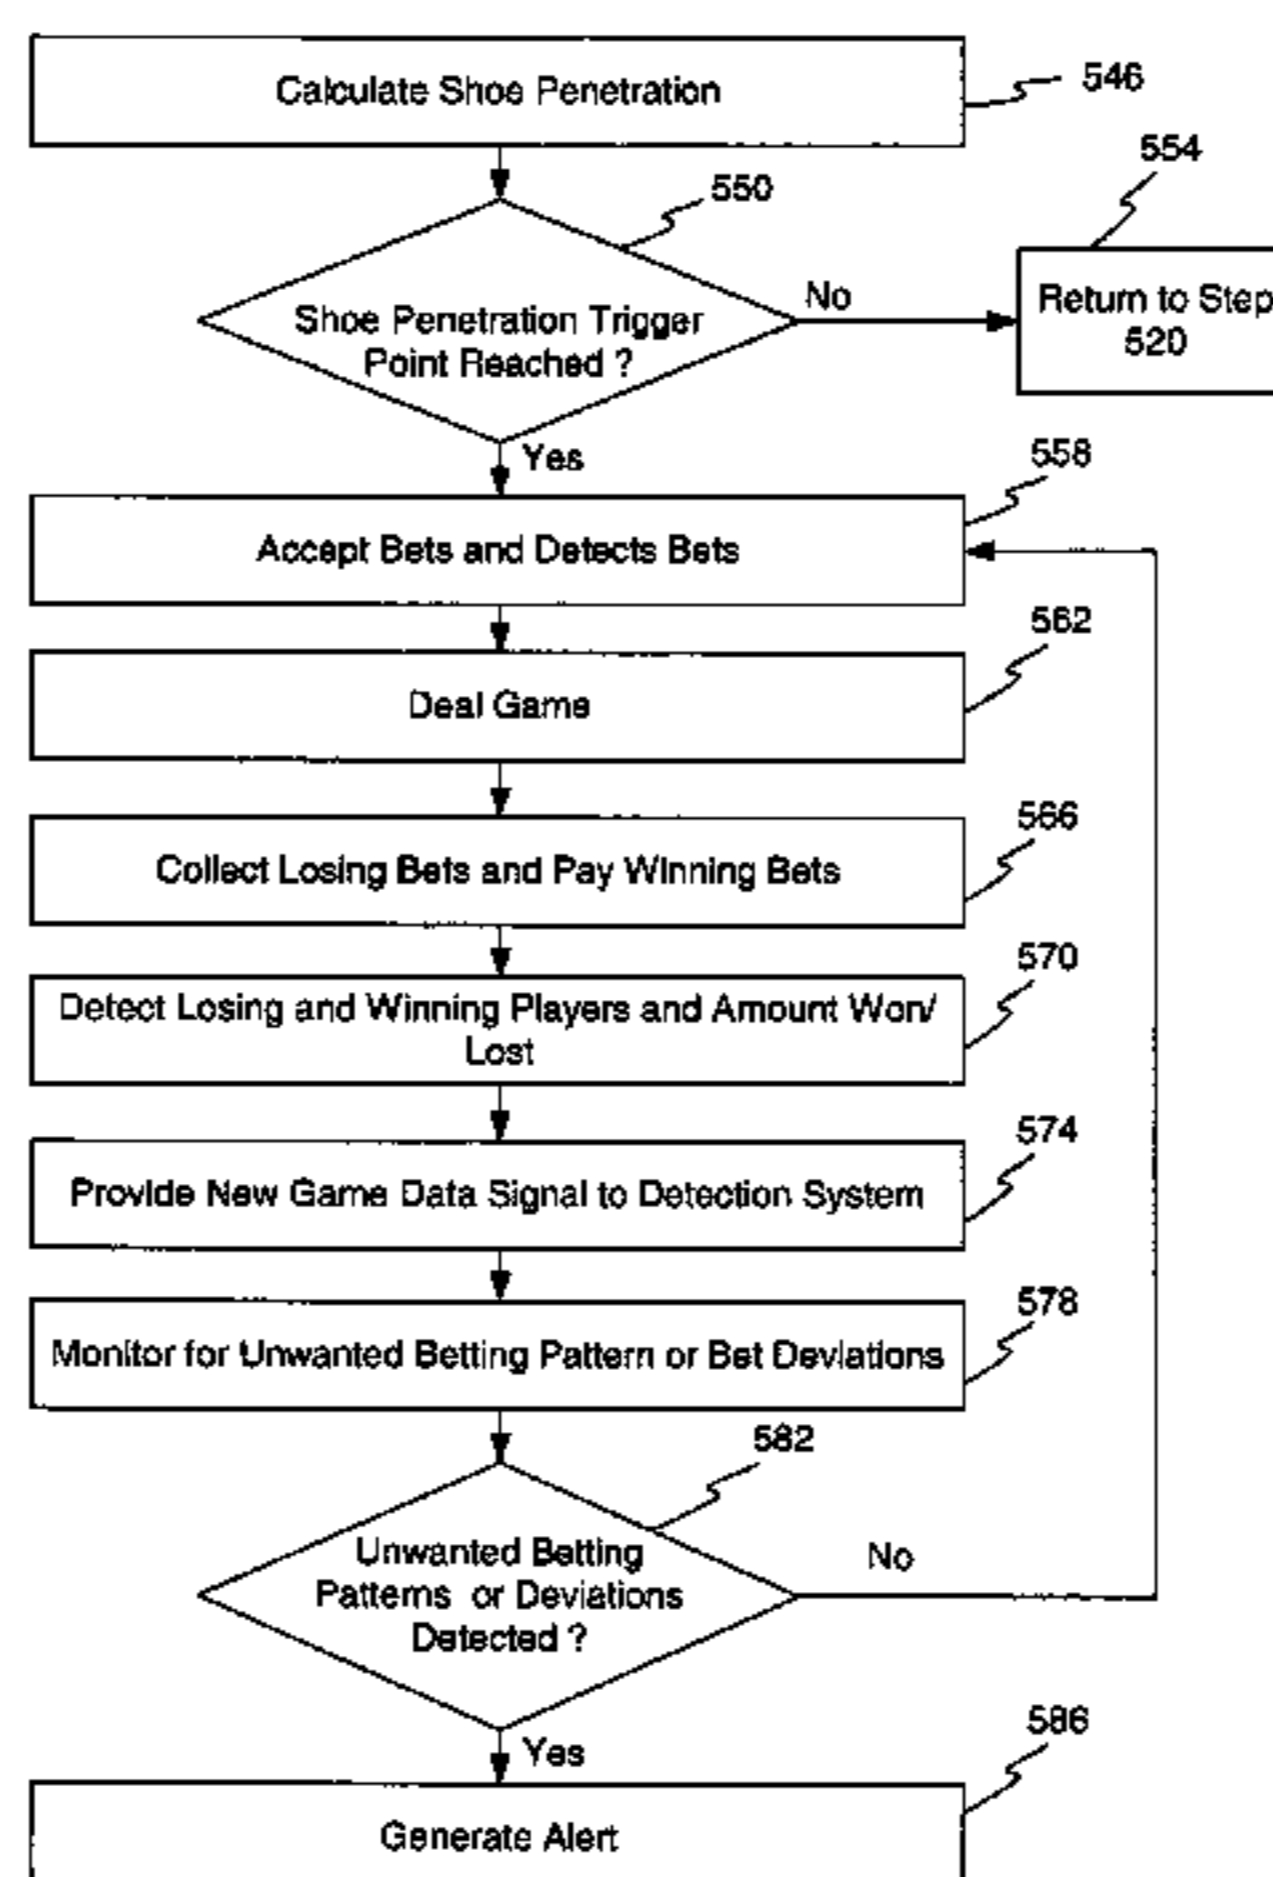 Calculate Shoe Penetration
546
554
550
No
Return to Step
520
Shoe Penetration Trigger
Point Reached ?
Yes
558
Accept Bets and Detects Bets
562
Deal Game
566
Collect Losing Bets and Pay Winning Bets
570
Detect Losing and Winning Players and Amount Won/
Lost
574
Provide New Game Data Signal to Detection System
578
Monitor for Unwanted Betting Pattern or Bet Deviations
582
Unwanted Betting
Patterns or Deviations
Detected ?
No
Yes
586
Generate Alert